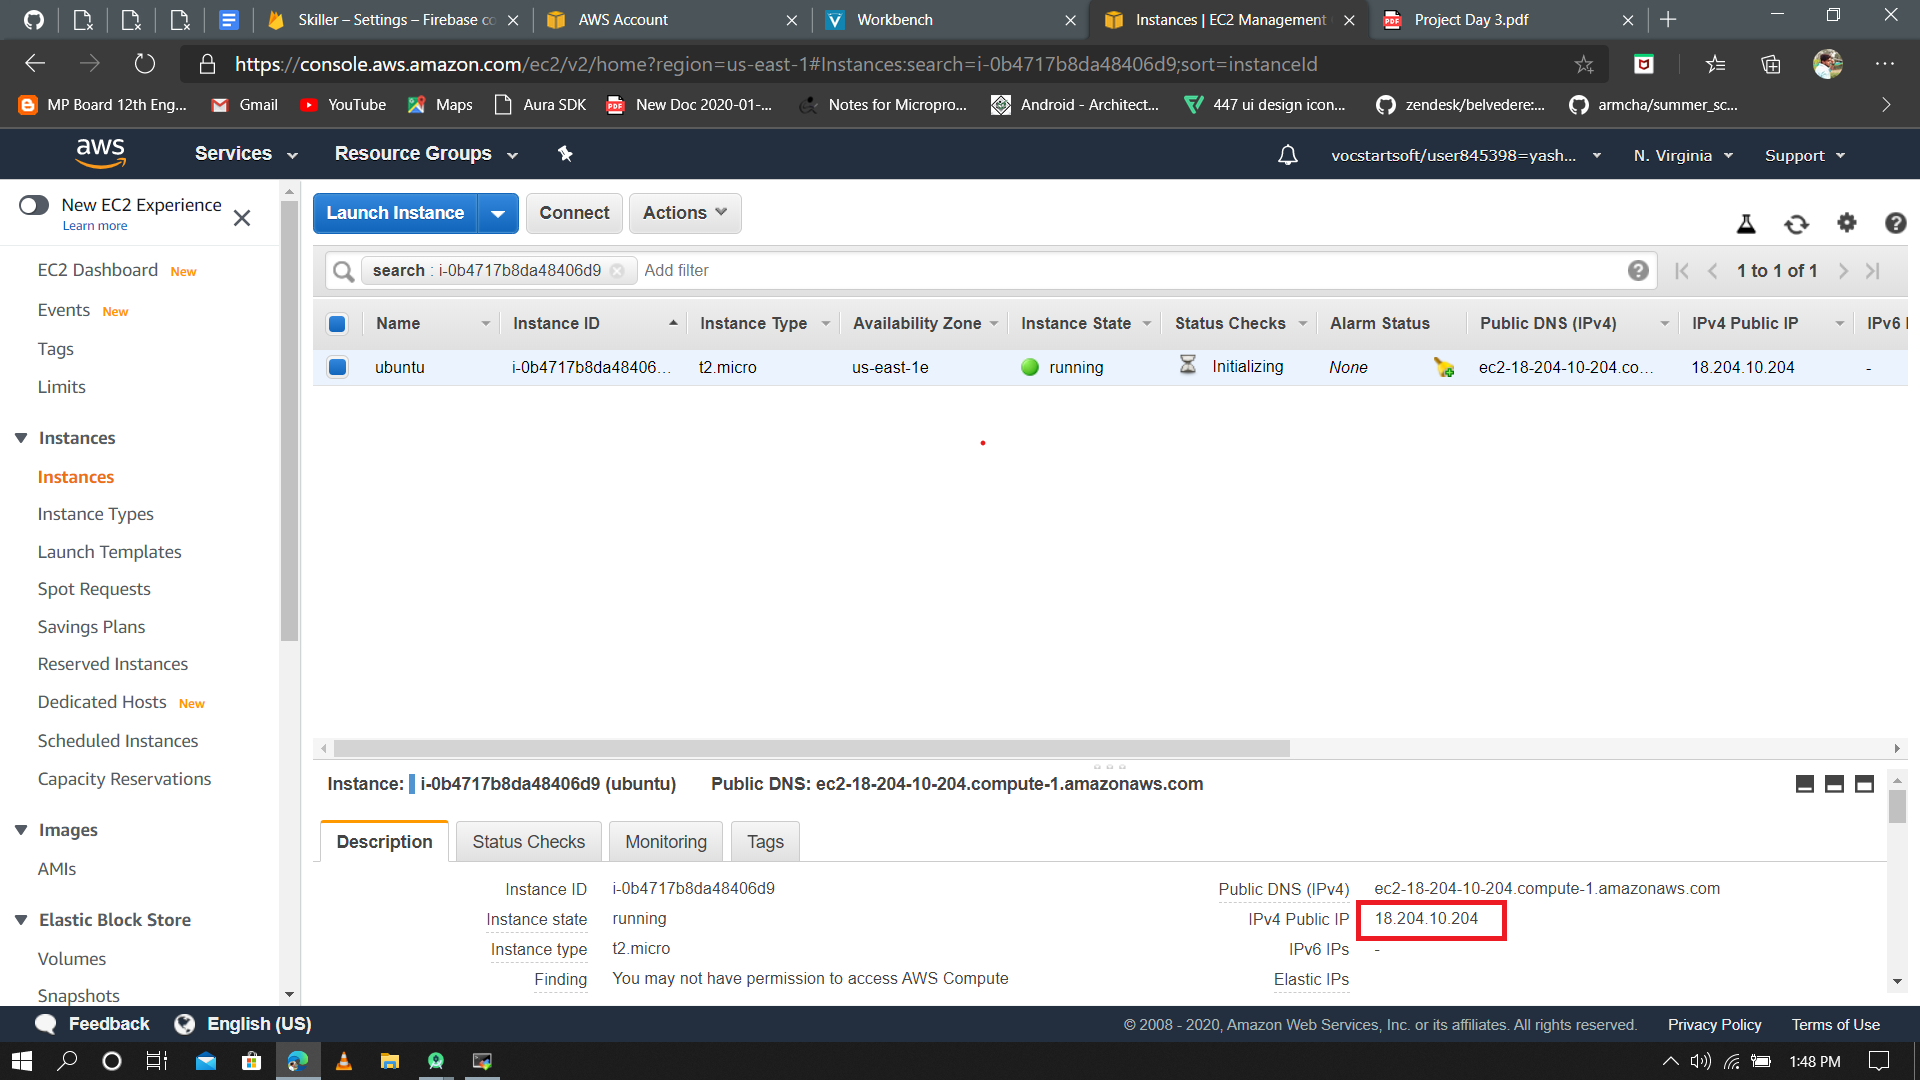 Skiller – Settings – Firebase co
AWS Account
Workbench
Instances | EC2 Management
Project Day 3.pdf
https://console.aws.amazon.com/ec2/v2/home?region=us-east-1#Instances:search=i-0b4717b8da48406d9;sort=instanceId
MP Board 12th Eng...
Gmail
YouTube
Maps
Aura SDK
New Doc 2020-01-...
Notes for Micropro...
Android - Architect...
447 ui design icon...
zendesk/belvedere:...
armcha/summer_sc...
aws
Services
Resource Groups
vocstartsoft/user845398=yash...
N. Virginia
Support
New EC2 Experience
Learn more
EC2 Dashboard New
Events New
Tags
Limits
Instances
Instances
Instance Types
Launch Templates
Spot Requests
Savings Plans
Reserved Instances
Dedicated Hosts New
Scheduled Instances
Capacity Reservations
Images
AMIs
Elastic Block Store
Volumes
Snapshots
Launch Instance
Connect
Actions
search : i-0b4717b8da48406d9
Add filter
1 to 1 of 1
Name Instance ID Instance Type Availability Zone Instance State Status Checks Alarm Status Public DNS (IPv4) IPv4 Public IP IPv6
ubuntu i-0b4717b8da48406... t2.micro us-east-1e running Initializing None ec2-18-204-10-204.co... 18.204.10.204 -
Instance: i-0b4717b8da48406d9 (ubuntu) Public DNS: ec2-18-204-10-204.compute-1.amazonaws.com
Description
Status Checks
Monitoring
Tags
Instance ID i-0b4717b8da48406d9
Instance state running
Instance type t2.micro
Finding You may not have permission to access AWS Compute
Public DNS (IPv4) ec2-18-204-10-204.compute-1.amazonaws.com
IPv4 Public IP 18.204.10.204
IPv6 IPs -
Elastic IPs
Feedback
English (US)
© 2008 - 2020, Amazon Web Services, Inc. or its affiliates. All rights reserved.
Privacy Policy
Terms of Use
1:48 PM